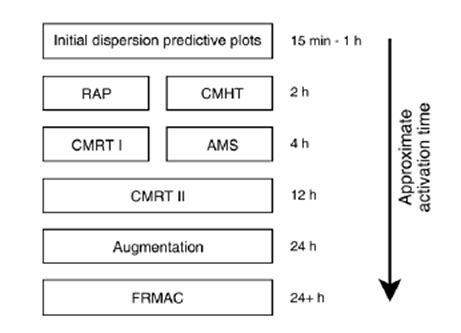 Initial dispersion predictive plots 15 min - 1 h
RAP CMHT 2 h
CMRT I AMS 4 h
CMRT II 12 h
Augmentation 24 h
FRMAC 24+ h
Approximate
activation time